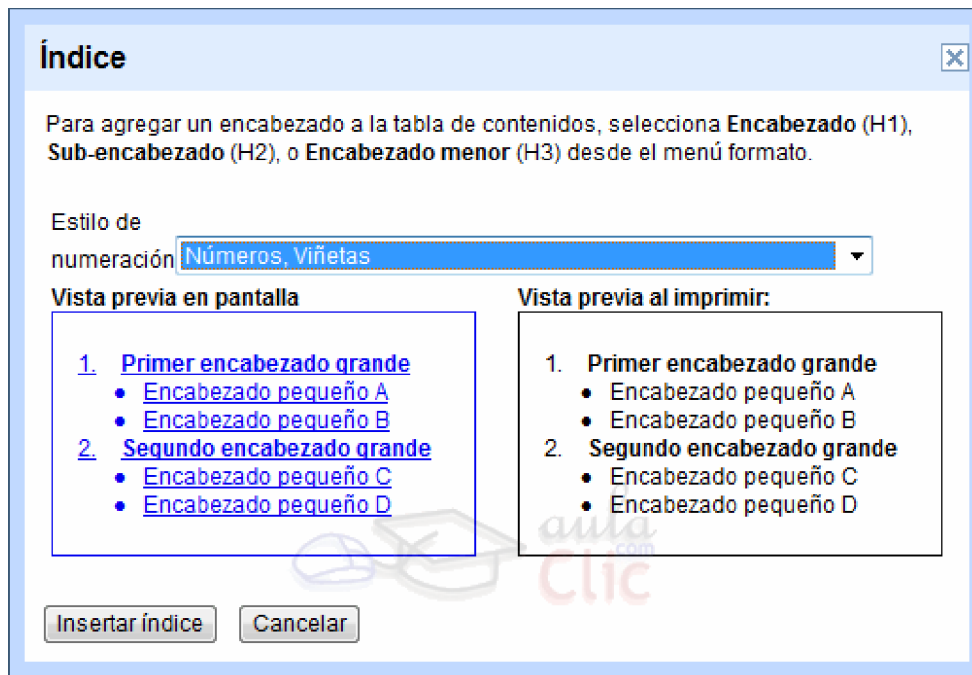 Índice
Para agregar un encabezado a la tabla de contenidos, selecciona Encabezado (H1),
Sub-encabezado (H2), o Encabezado menor (H3) desde el menú formato.
Estilo de
numeración Números, Viñetas
Vista previa en pantalla
1. Primer encabezado grande
• Encabezado pequeño A
• Encabezado pequeño B
2. Segundo encabezado grande
• Encabezado pequeño C
• Encabezado pequeño D
Vista previa al imprimir:
1. Primer encabezado grande
• Encabezado pequeño A
• Encabezado pequeño B
2. Segundo encabezado grande
• Encabezado pequeño C
• Encabezado pequeño D
aula
.com
Clic
Insertar índice
Cancelar